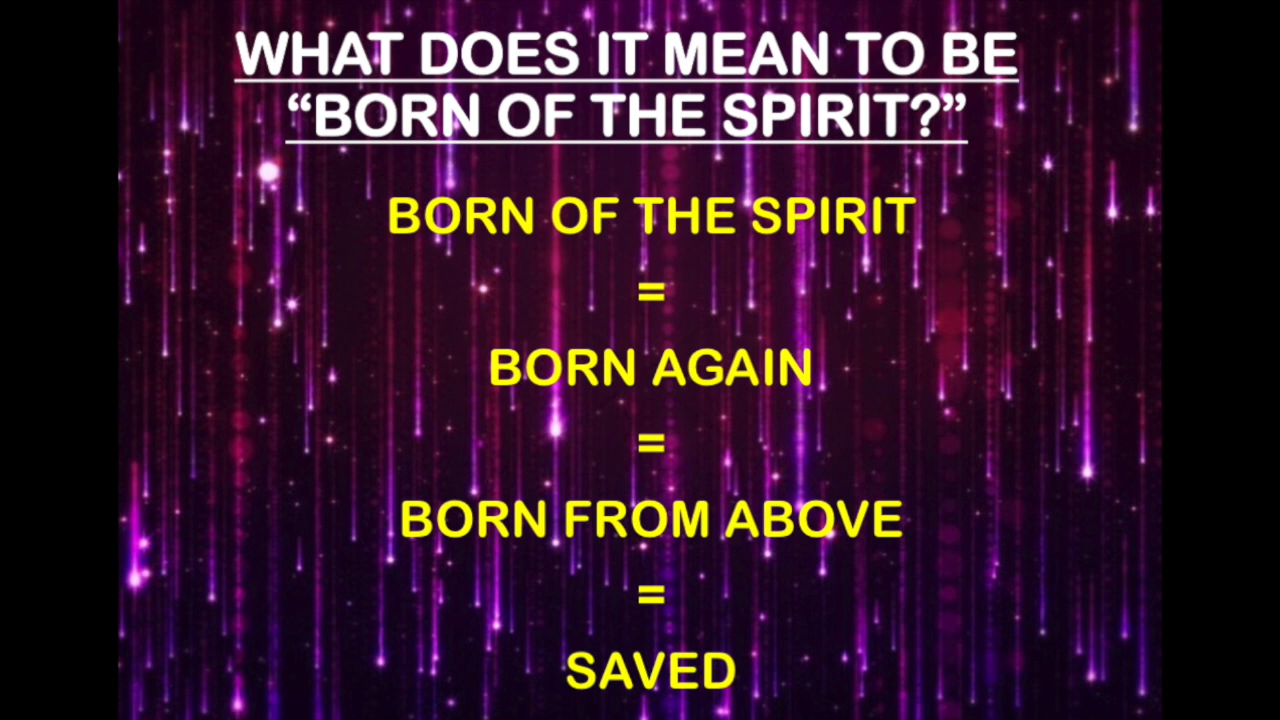 WHAT DOES IT MEAN TO BE
“BORN OF THE SPIRIT?”
BORN OF THE SPIRIT
=
BORN AGAIN
=
BORN FROM ABOVE
=
SAVED